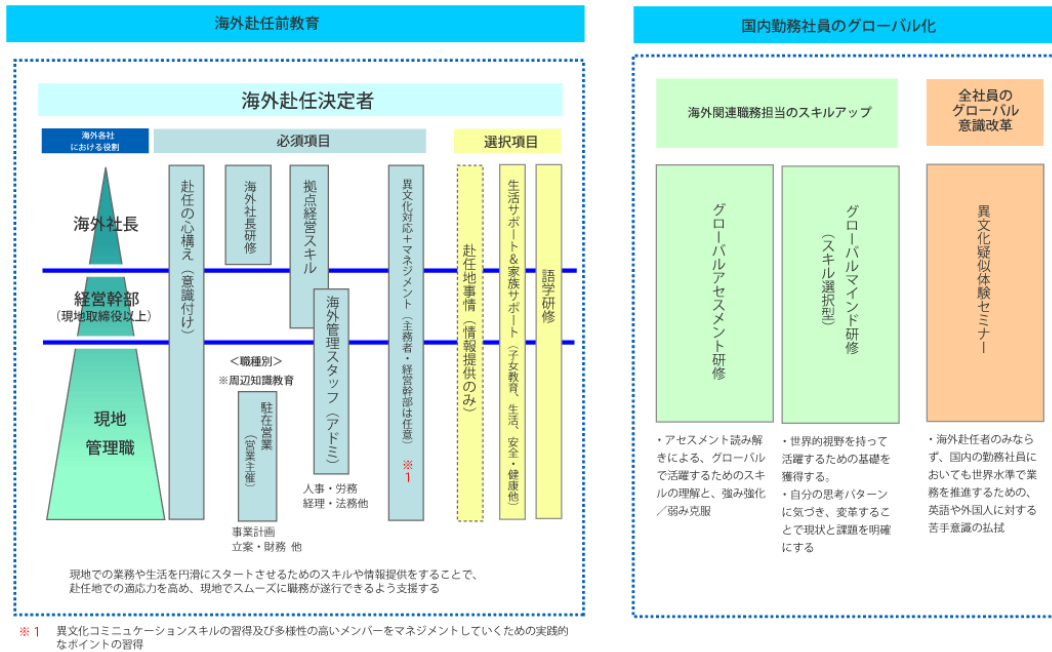 海外赴任前教育
海外赴任決定者
海外各社
における役割
必須項目
選択項目
海外社長
経営幹部
(現地取締役以上)
現地
管理職
赴任の心構え(意識付け)
海外社長研修
拠点経営スキル
海外管理スタッフ(アドミ)
人事・労務
経理・法務他
<職種別>
※周辺知識教育
駐在営業
(営業主催)
事業計画
立案・財務 他
異文化対応+マネジメント(主務者・経営幹部は任意)
※
1
赴任地事情(情報提供のみ)
生活サポート&家族サポート(子女教育、生活、安全・健康他)
語学研修
現地での業務や生活を円滑にスタートさせるためのスキルや情報提供をすることで、
赴任地での適応力を高め、現地でスムーズに職務が遂行できるよう支援する
※1 異文化コミニュケーションスキルの習得及び多様性の高いメンバーをマネジメントしていくための実践的
なポイントの習得
国内勤務社員のグローバル化
海外関連職務担当のスキルアップ
全社員の
グローバル
意識改革
グローバルアセスメント研修
グローバルマインド研修
(スキル選択型)
異文化疑似体験セミナー
・アセスメント読み解
きによる、グローバル
で活躍するためのスキ
ルの理解と、強み強化
/弱み克服
・世界的視野を持って
活躍するための基礎を
獲得する。
・自分の思考パターン
に気づき、変革するこ
とで現状と課題を明確
にする
・海外赴任者のみなら
ず、国内の勤務社員に
おいても世界水準で業
務を推進するための、
英語や外国人に対する
苦手意識の払拭